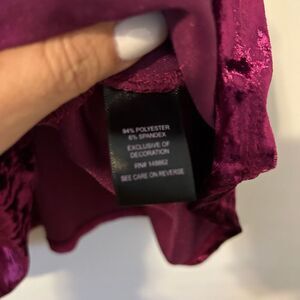 94% POLYESTER
6% SPANDEX
EXCLUSIVE OF
DECORATION
RN# 149862
SEE CARE ON REVERSE